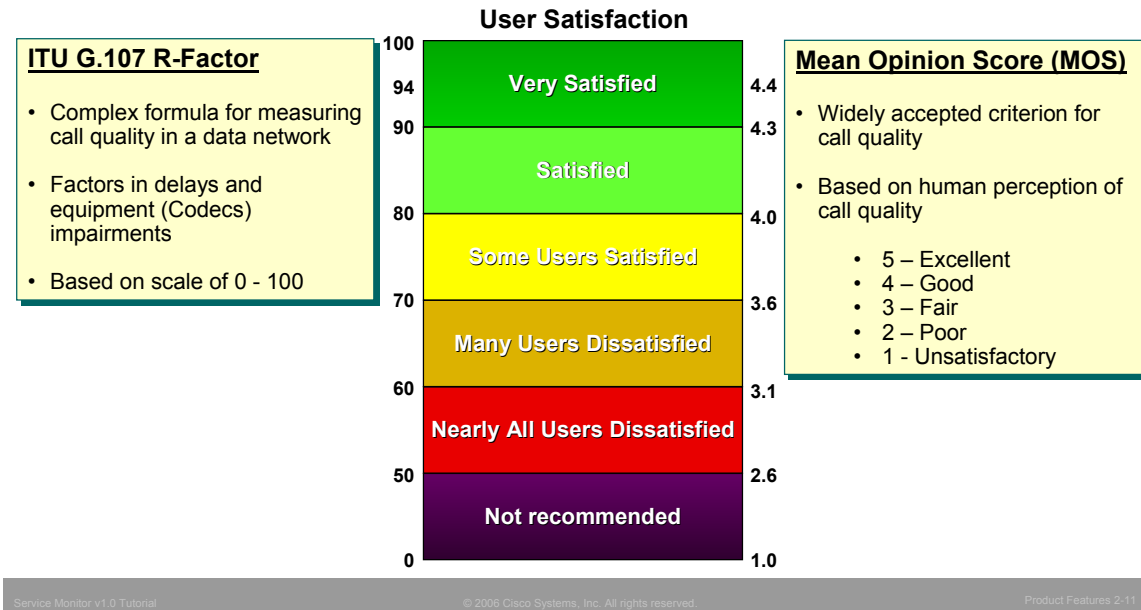 User Satisfaction
ITU G.107 R-Factor
• Complex formula for measuring
call quality in a data network
• Factors in delays and
equipment (Codecs)
impairments
• Based on scale of 0 - 100
100
94
90
80
70
60
50
0
Very Satisfied
Satisfied
Some Users Satisfied
Many Users Dissatisfied
Nearly All Users Dissatisfied
Not recommended
4.4
4.3
4.0
3.6
3.1
2.6
1.0
Mean Opinion Score (MOS)
• Widely accepted criterion for
call quality
• Based on human perception of
call quality
• 5 – Excellent
• 4 – Good
• 3 – Fair
• 2 – Poor
• 1 - Unsatisfactory
Service Monitor v1.0 Tutorial
© 2006 Cisco Systems, Inc. All rights reserved.
Product Features 2-11